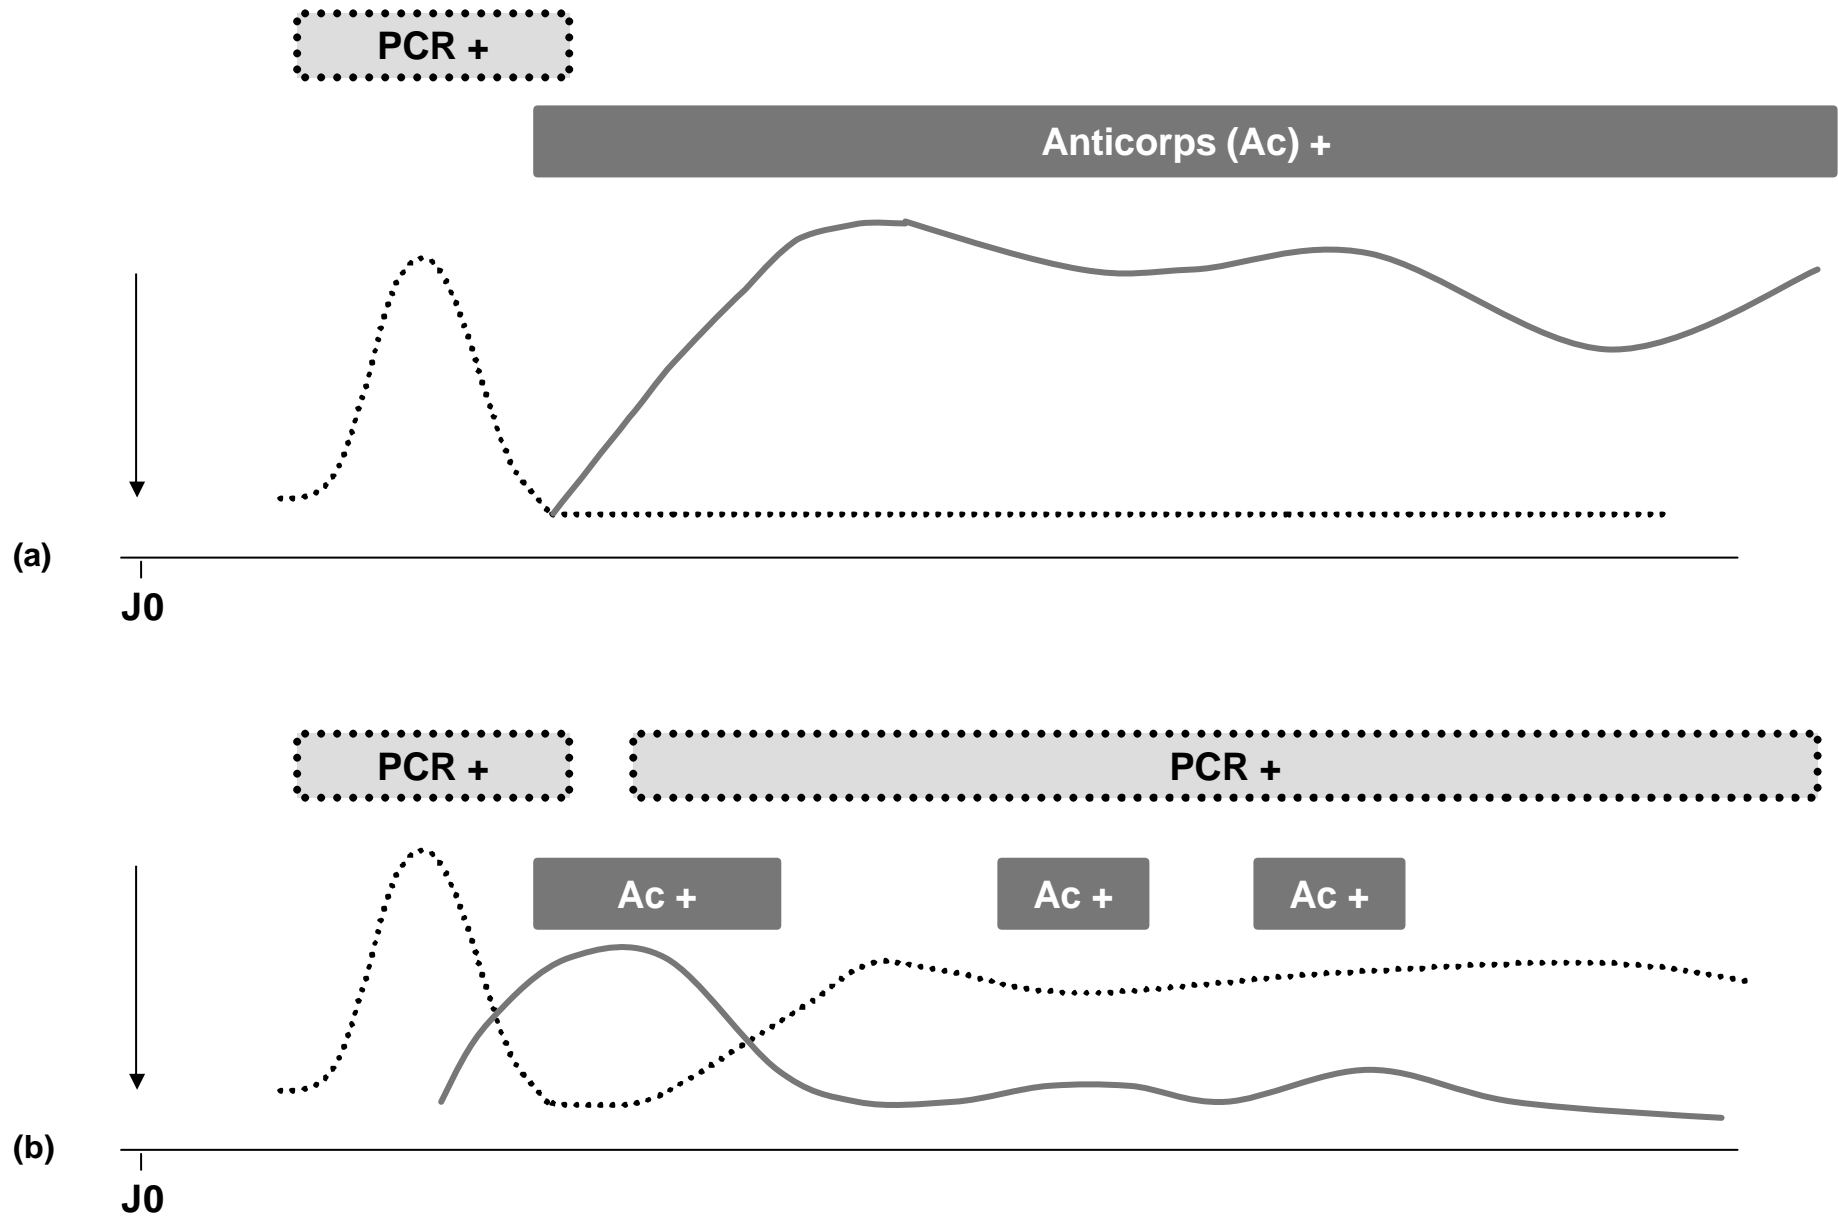 PCR +
Anticorps (Ac) +
(a)
J0
PCR +
PCR +
Ac +
Ac +
Ac +
(b)
J0